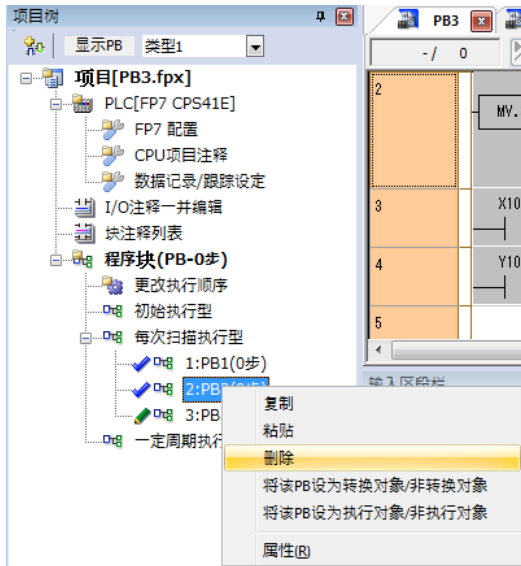 项目树
PB3
显示PB 类型1
-/ 0
项目[PB3.fpx]
PLC[FP7 CPS41E]
FP7 配置
CPU项目注释
数据记录/跟踪设定
I/O注释一并编辑
块注释列表
程序块(PB-0步)
更改执行顺序
初始执行型
每次扫描执行型
1:PB1(0步)
2:PB2(0步)
3:PB
一定周期执行
2
MV.
3
X10
4
Y10
5
输入区段栏
复制
粘贴
删除
将该PB设为转换对象/非转换对象
将该PB设为执行对象/非执行对象
属性(R)